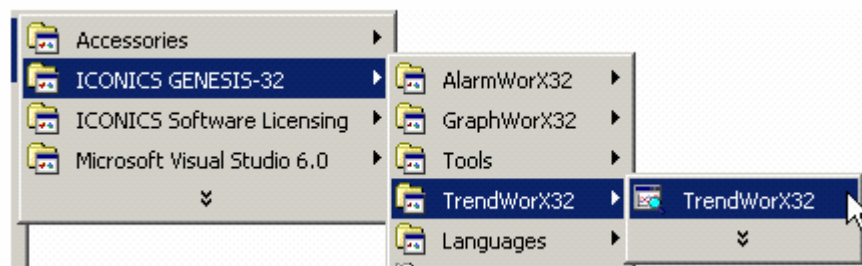 Accessories
ICONICS GENESIS-32
ICONICS Software Licensing
Microsoft Visual Studio 6.0
AlarmWorX32
GraphWorX32
Tools
TrendWorX32
Languages
TrendWorX32